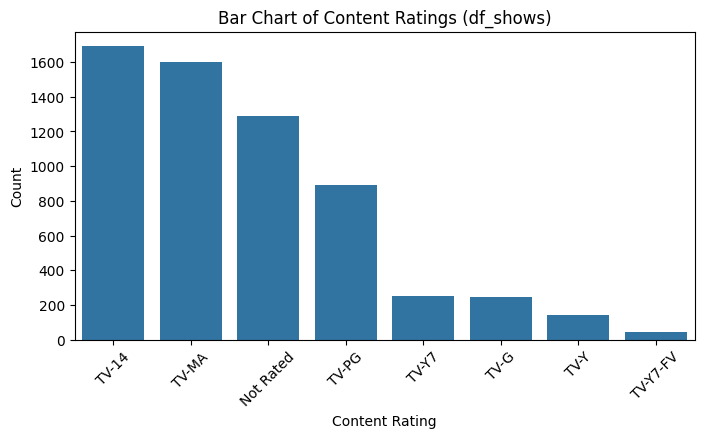 Bar Chart of Content Ratings (df_shows)
Count
1600
1400
1200
1000
800
600
400
200
0
TV-14
TV-MA
Not Rated
TV-PG
TV-Y7
TV-G
TV-Y
TV-Y7-FV
Content Rating